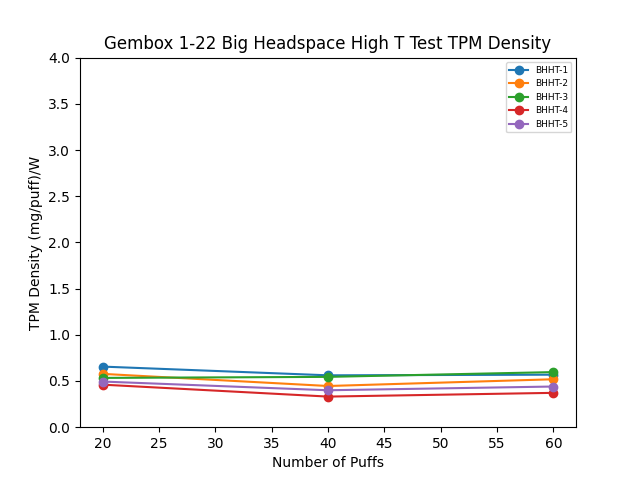 Gembox 1-22 Big Headspace High T Test TPM Density
BHHT-1
BHHT-2
BHHT-3
BHHT-4
BHHT-5
TPM Density (mg/puff)/W
4.0
3.5
3.0
2.5
2.0
1.5
1.0
0.5
0.0
20 25 30 35 40 45 50 55 60
Number of Puffs